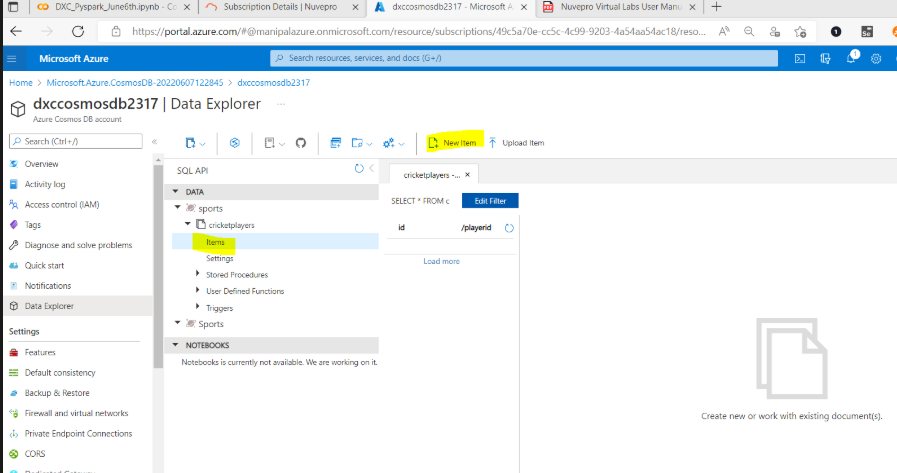 DXC_Pyspark_June6th.ipynb - Co
Subscription Details | Nuvepro
dxccosmosdb2317 - Microsoft A
Nuvepro Virtual Labs User Manu
https://portal.azure.com/#@manipalazure.onmicrosoft.com/resource/subscriptions/49c5a70e-cc5c-4c99-9203-4a54aa54ac18/reso...
Microsoft Azure
Search resources, services, and docs (G+/)
1
Home > Microsoft.Azure.CosmosDB-20220607122845 > dxccosmosdb2317
dxccosmosdb2317 | Data Explorer ...
Azure Cosmos DB account
Search (Ctrl+/)
«
New Item
Upload Item
Overview
Activity log
Access control (IAM)
Tags
Diagnose and solve problems
Quick start
Notifications
Data Explorer
Settings
Features
Default consistency
Backup & Restore
Firewall and virtual networks
Private Endpoint Connections
CORS
Dedicated Gateway
SQL API
DATA
sports
cricketplayers
Items
Settings
Stored Procedures
User Defined Functions
Triggers
Sports
NOTEBOOKS
Notebooks is currently not available. We are working on it.
cricketplayers -...
SELECT * FROM c
Edit Filter
id
/playerid
Load more
Create new or work with existing document(s).